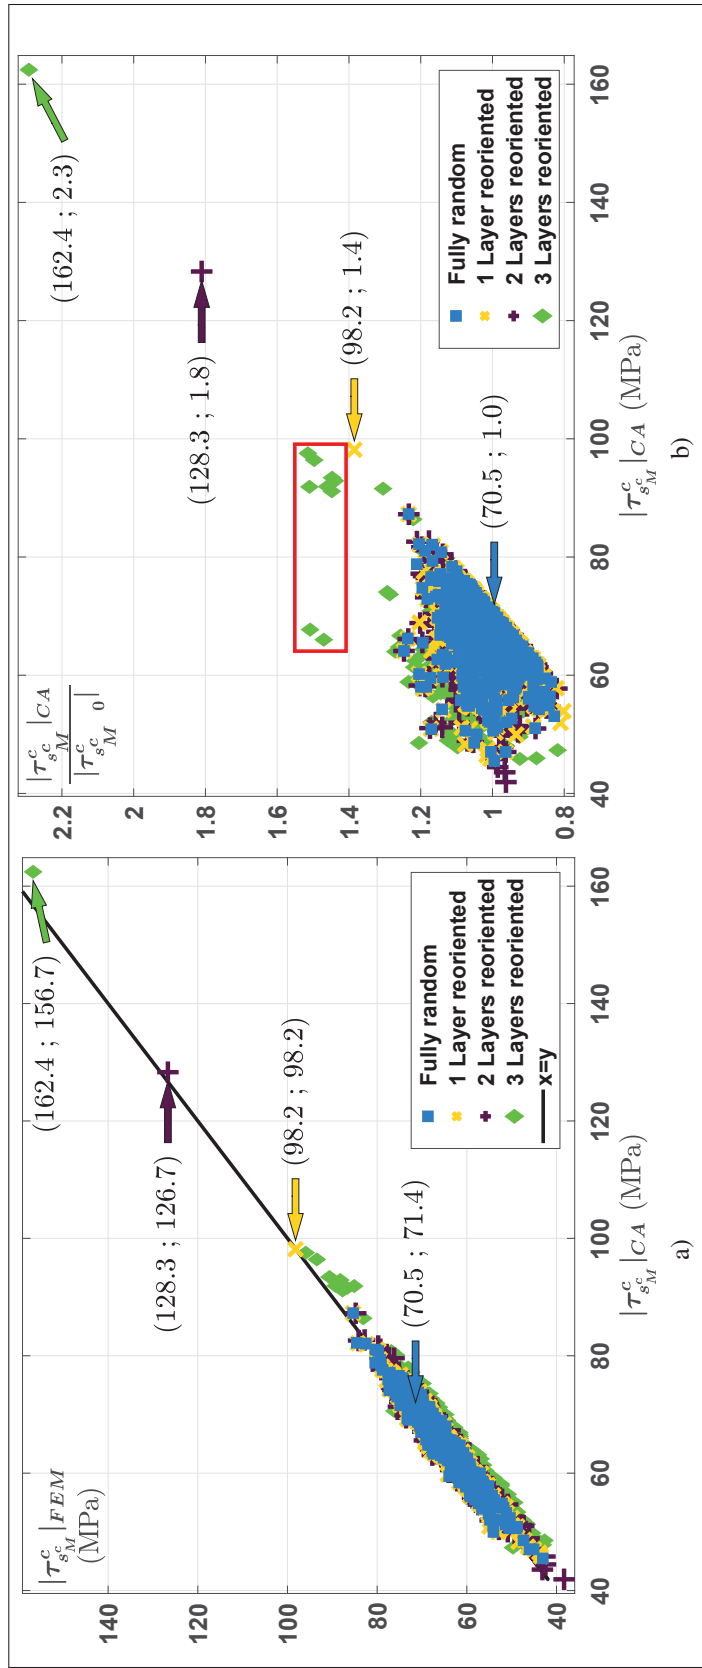 |τ^c_{s^c_M}|FEM
(MPa)
140
120
100
80
60
40
40
60
80
100
120
140
160
|τ^c_{s^c_M}|CA (MPa)
(162.4 ; 156.7)
(128.3 ; 126.7)
(98.2 ; 98.2)
(70.5 ; 71.4)
Fully random
1 Layer reoriented
2 Layers reoriented
3 Layers reoriented
x=y
a)
|τ^c_{s^c_M}|CA
|τ^c_{s^c_M} 0|
2.2
2
1.8
1.6
1.4
1.2
1
0.8
40
60
80
100
120
140
160
|τ^c_{s^c_M}|CA (MPa)
(162.4 ; 2.3)
(128.3 ; 1.8)
(98.2 ; 1.4)
(70.5 ; 1.0)
Fully random
1 Layer reoriented
2 Layers reoriented
3 Layers reoriented
b)